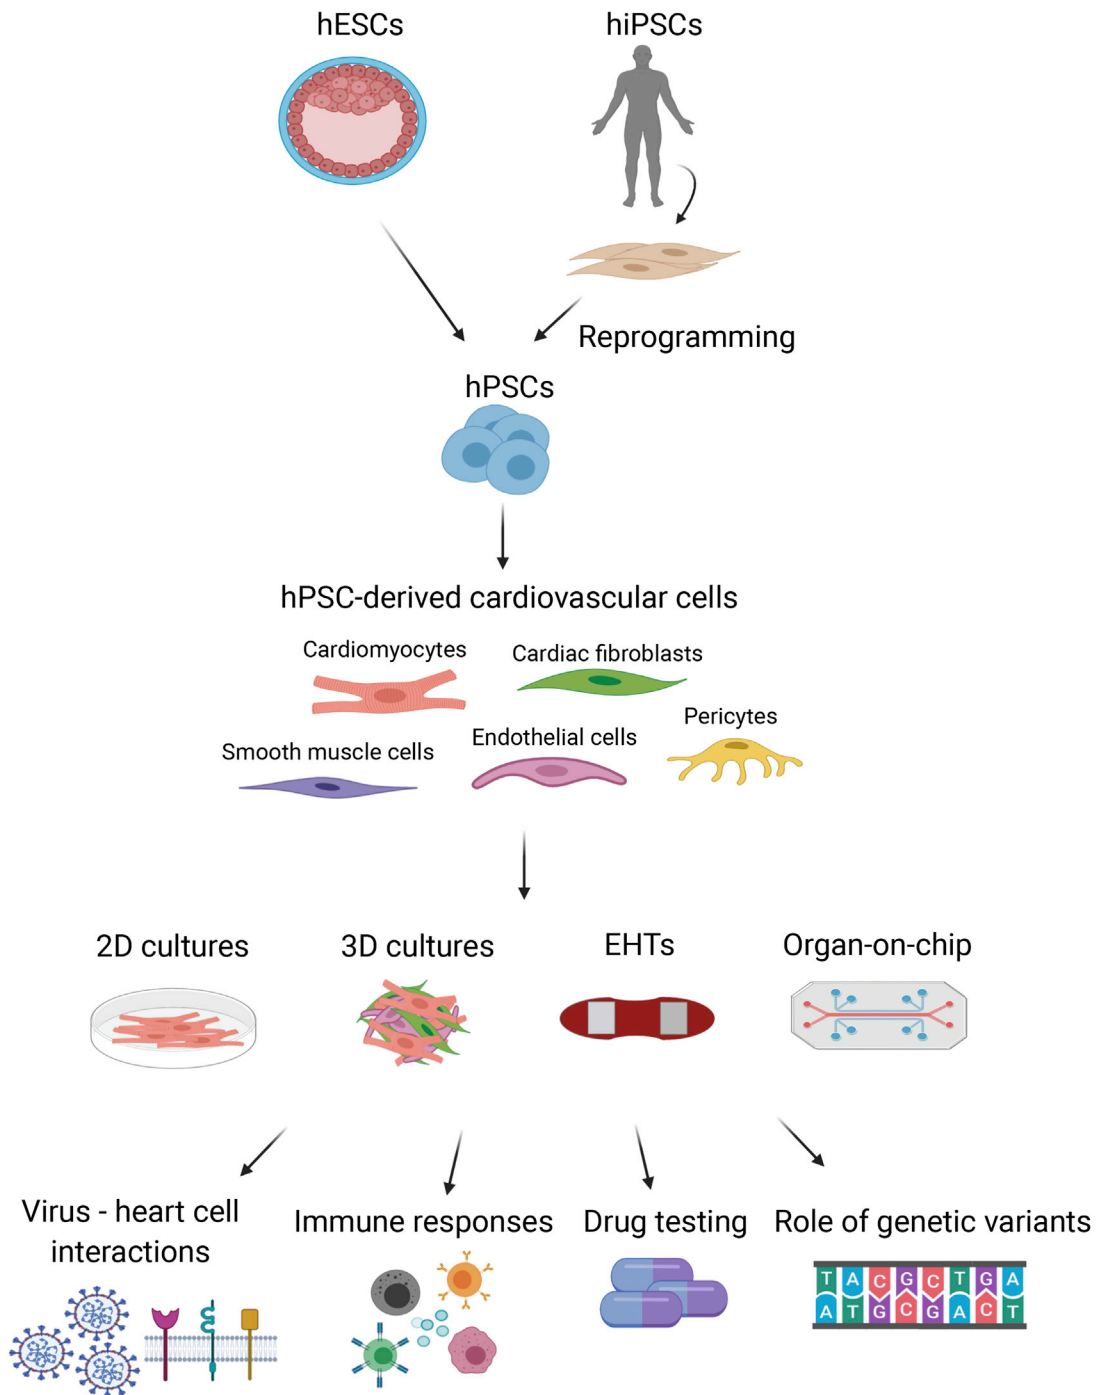 hESCs
hiPSCs
Reprogramming
hPSCs
hPSC-derived cardiovascular cells
Cardiomyocytes
Cardiac fibroblasts
Pericytes
Smooth muscle cells
Endothelial cells
2D cultures
3D cultures
EHTs
Organ-on-chip
Virus - heart cell
interactions
Immune responses
Drug testing
Role of genetic variants
T A C G C T G A
A T G C G A C T